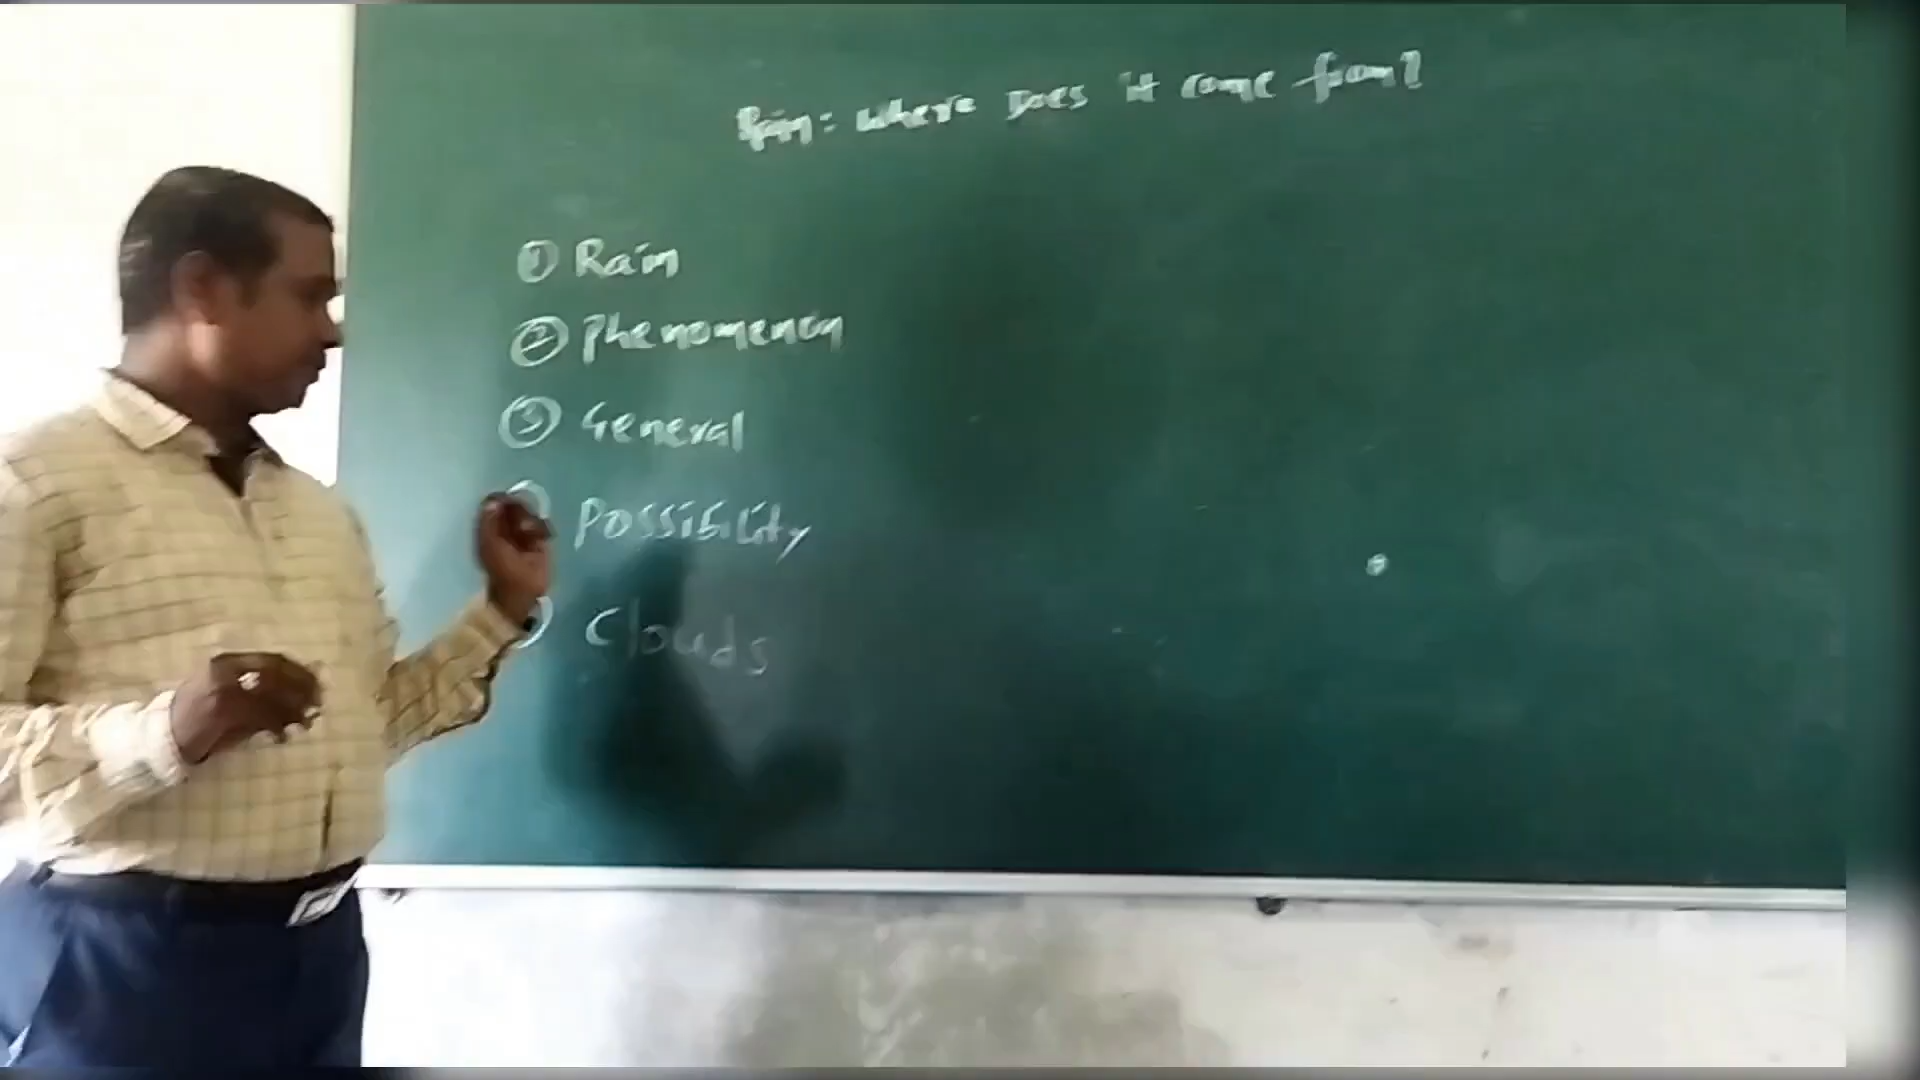 Rain: where Does it come from?
① Rain
② Phenomenon
③ General
Possibility
Clouds